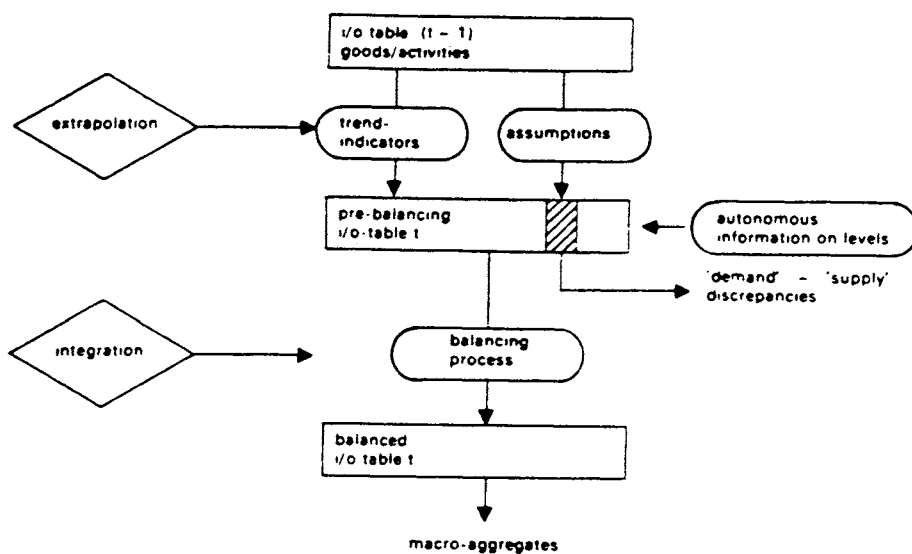 i/o table (t – 1)
goods/activities
extrapolation
trend-
indicators
assumptions
pre-balancing
i/o-table t
autonomous
information on levels
'demand' – 'supply'
discrepancies
integration
balancing
process
balanced
i/o table t
macro-aggregates